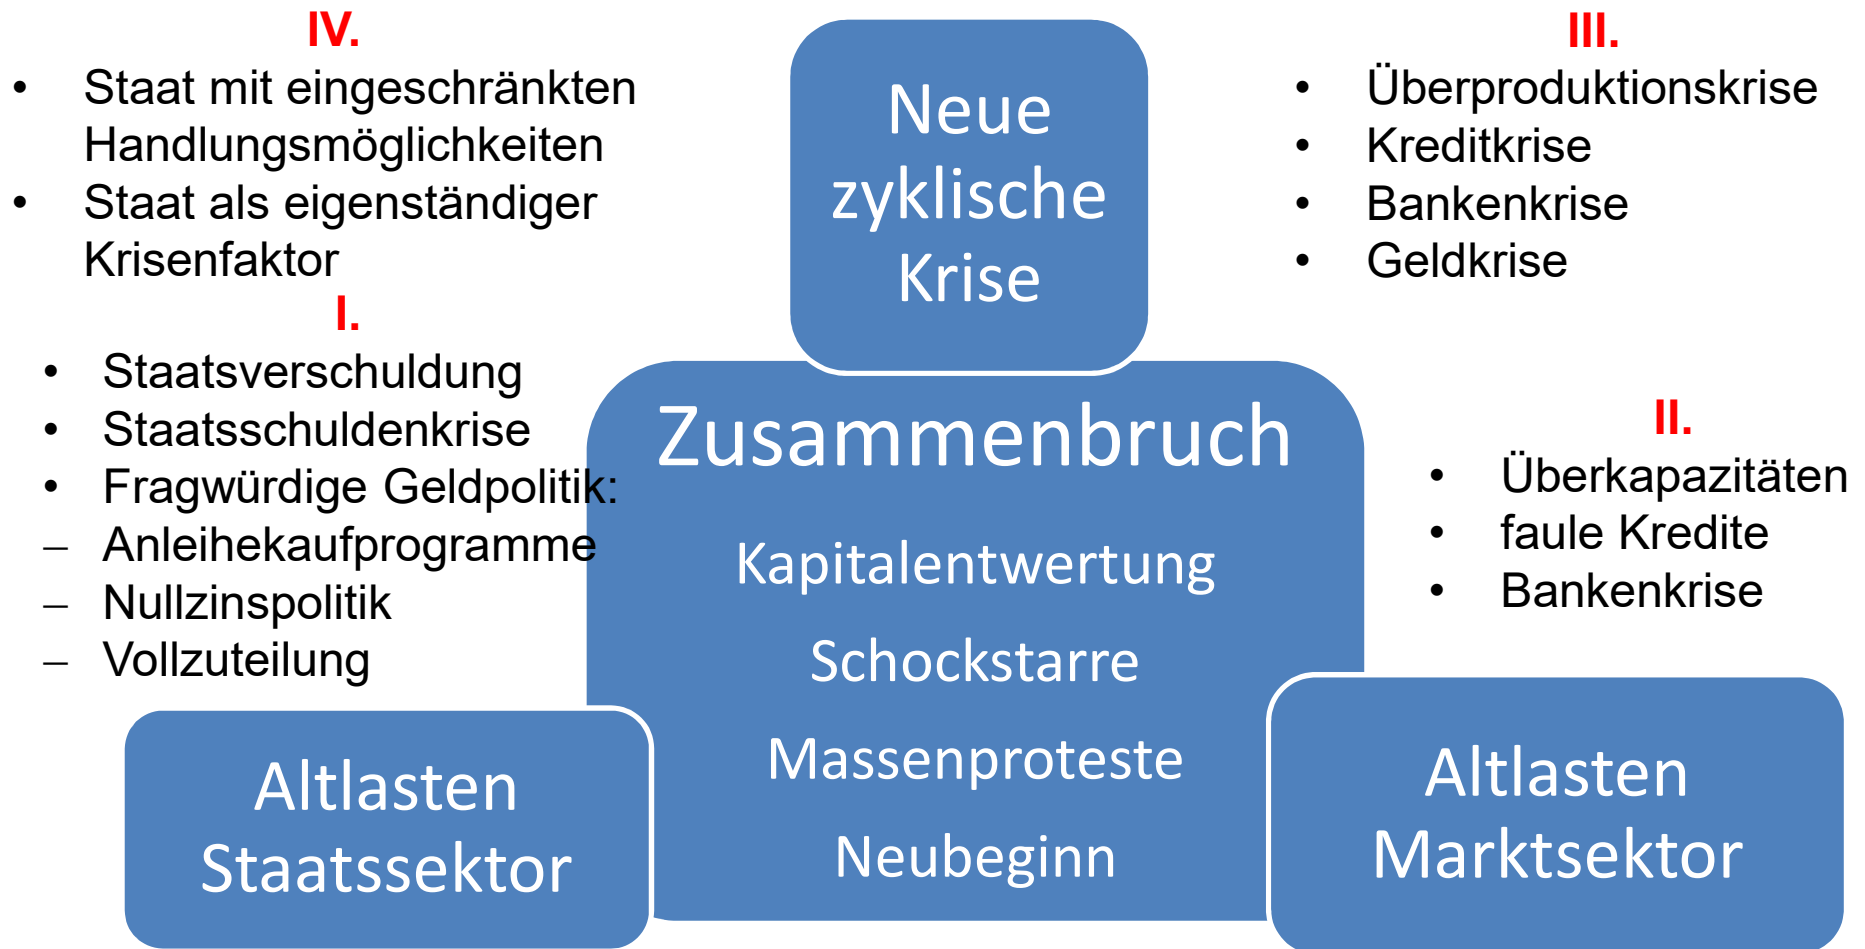 IV.
• Staat mit eingeschränkten
Handlungsmöglichkeiten
• Staat als eigenständiger
Krisenfaktor
I.
• Staatsverschuldung
• Staatsschuldenkrise
• Fragwürdige Geldpolitik:
– Anleihekaufprogramme
– Nullzinspolitik
– Vollzuteilung
Altlasten
Staatssektor
Neue
zyklische
Krise
Zusammenbruch
Kapitalentwertung
Schockstarre
Massenproteste
Neubeginn
III.
• Überproduktionskrise
• Kreditkrise
• Bankenkrise
• Geldkrise
II.
• Überkapazitäten
• faule Kredite
• Bankenkrise
Altlasten
Marktsektor